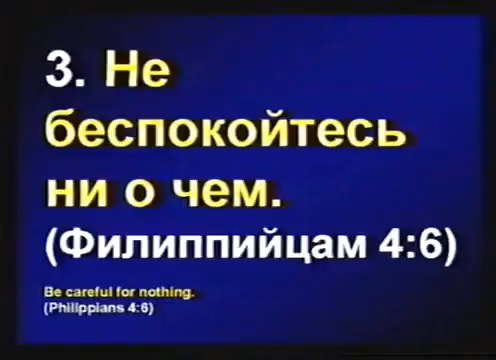 3. Не
беспокойтесь
ни о чем.
(Филиппийцам 4:6)
Be careful for nothing.
(Philippians 4:6)